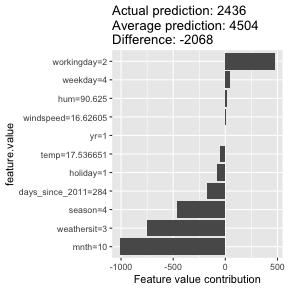 Actual prediction: 2436
Average prediction: 4504
Difference: -2068
feature.value
workingday=2
weekday=4
hum=90.625
windspeed=16.62605
yr=1
temp=17.536651
holiday=1
days_since_2011=284
season=4
weathersit=3
mnth=10
-1000 -500 0 500
Feature value contribution